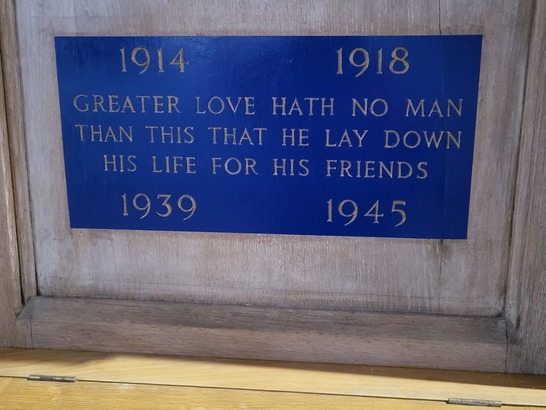 1914 1918
GREATER LOVE HATH NO MAN
THAN THIS THAT HE LAY DOWN
HIS LIFE FOR HIS FRIENDS
1939 1945